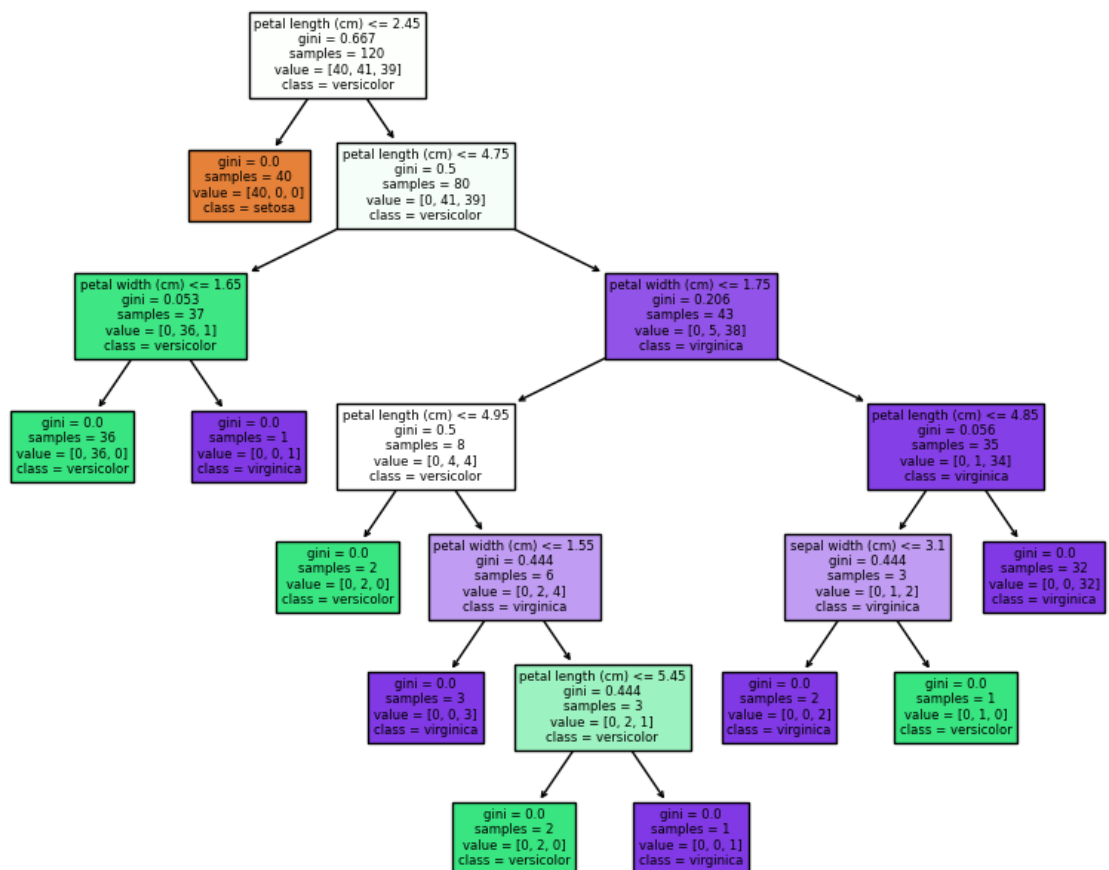 petal length (cm) <= 2.45
gini = 0.667
samples = 120
value = [40, 41, 39]
class = versicolor
gini = 0.0
samples = 40
value = [40, 0, 0]
class = setosa
petal length (cm) <= 4.75
gini = 0.5
samples = 80
value = [0, 41, 39]
class = versicolor
petal width (cm) <= 1.65
gini = 0.053
samples = 37
value = [0, 36, 1]
class = versicolor
petal width (cm) <= 1.75
gini = 0.206
samples = 43
value = [0, 5, 38]
class = virginica
gini = 0.0
samples = 36
value = [0, 36, 0]
class = versicolor
gini = 0.0
samples = 1
value = [0, 0, 1]
class = virginica
petal length (cm) <= 4.95
gini = 0.5
samples = 8
value = [0, 4, 4]
class = versicolor
petal length (cm) <= 4.85
gini = 0.056
samples = 35
value = [0, 1, 34]
class = virginica
gini = 0.0
samples = 2
value = [0, 2, 0]
class = versicolor
petal width (cm) <= 1.55
gini = 0.444
samples = 6
value = [0, 2, 4]
class = virginica
sepal width (cm) <= 3.1
gini = 0.444
samples = 3
value = [0, 1, 2]
class = virginica
gini = 0.0
samples = 32
value = [0, 0, 32]
class = virginica
gini = 0.0
samples = 3
value = [0, 0, 3]
class = virginica
petal length (cm) <= 5.45
gini = 0.444
samples = 3
value = [0, 2, 1]
class = versicolor
gini = 0.0
samples = 2
value = [0, 0, 2]
class = virginica
gini = 0.0
samples = 1
value = [0, 1, 0]
class = versicolor
gini = 0.0
samples = 2
value = [0, 2, 0]
class = versicolor
gini = 0.0
samples = 1
value = [0, 0, 1]
class = virginica